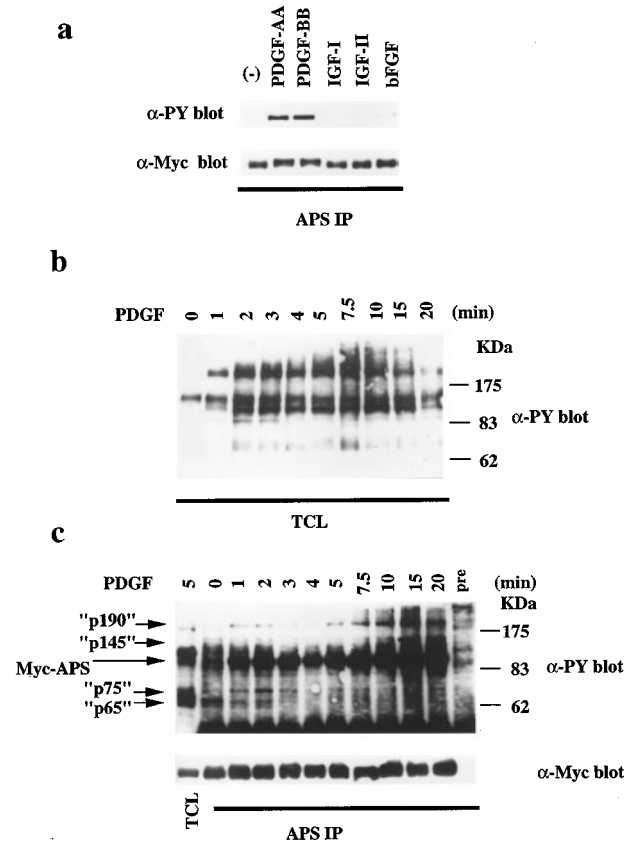 a
(-) PDGF-AA PDGF-BB IGF-I IGF-II bFGF
α-PY blot
α-Myc blot
APS IP
b
PDGF 0 1 2 3 4 5 7.5 10 15 20 (min)
KDa
175
83 α-PY blot
62
TCL
c
PDGF 5 0 1 2 3 4 5 7.5 10 15 20 pre (min)
KDa
"p190"
175
"p145"
Myc-APS
83 α-PY blot
"p75"
"p65"
62
α-Myc blot
TCL
APS IP